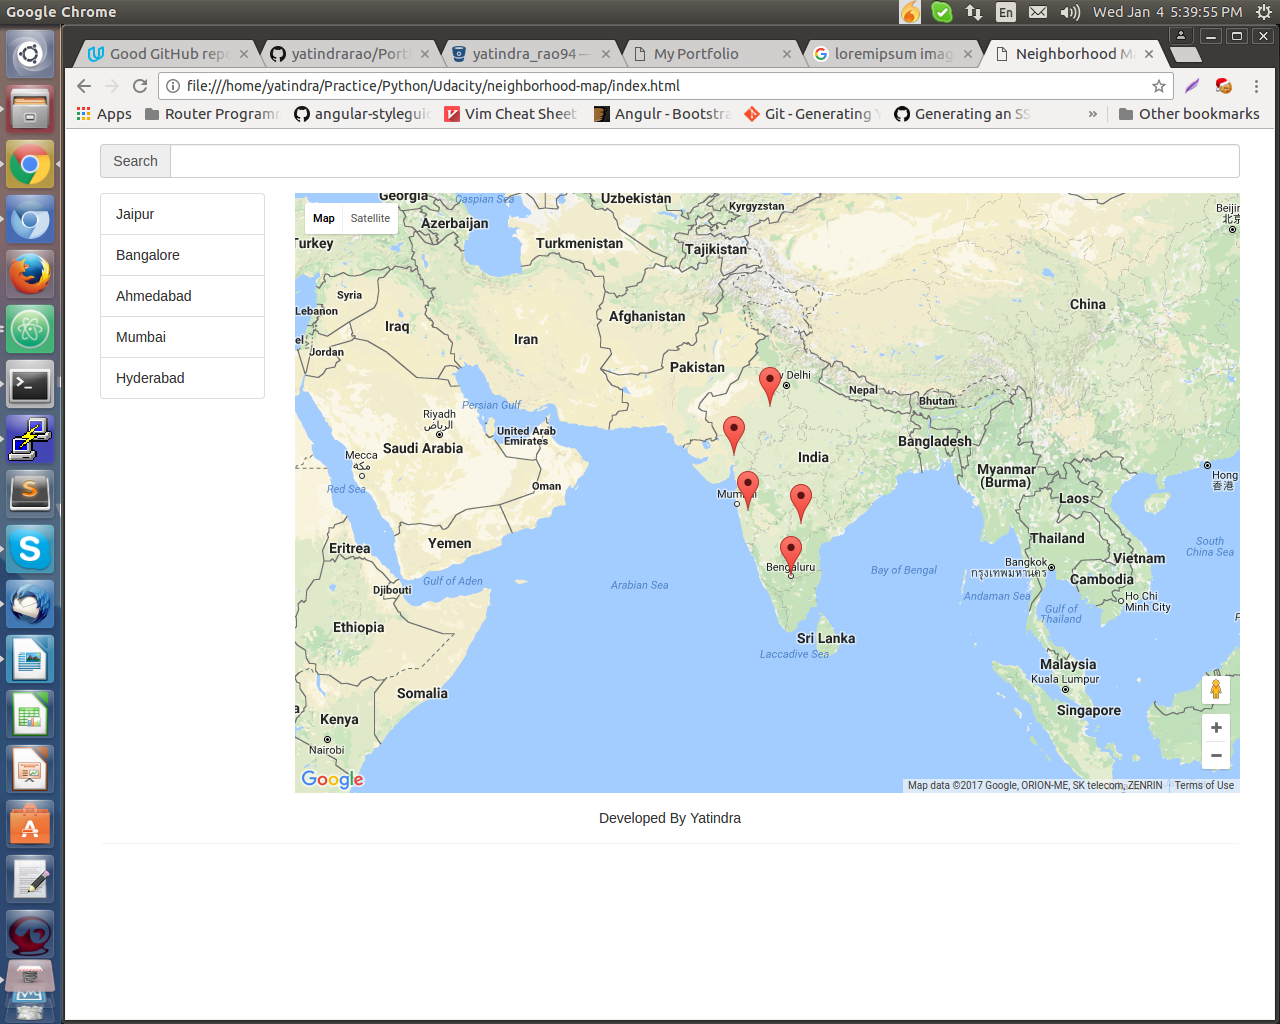 Google Chrome
En
Wed Jan 4 5:39:55 PM
Good GitHub repo
yatindrarao/Port
yatindra_rao94 —
My Portfolio
loremipsum imag
Neighborhood M
file:///home/yatindra/Practice/Python/Udacity/neighborhood-map/index.html
Apps
Router Programm
angular-styleguid
Vim Cheat Sheet
Angulr - Bootstra
Git - Generating
Generating an SS
»
Other bookmarks
Search
Jaipur
Bangalore
Ahmedabad
Mumbai
Hyderabad
Map
Satellite
Georgia
Caspian Sea
Uzbekistan
Kyrgyzstan
Azerbaijan
Turkmenistan
Tajikistan
Turkey
Beijin
北京
Syria
Lebanon
Iraq
Iran
Afghanistan
China
el
Jordan
Pakistan
w Delhi
Nepal
Bhutan
Persian Gulf
Riyadh
الرياض
United Arab
Emirates
Saudi Arabia
Mecca
مكة
Bangladesh
India
Myanmar
(Burma)
Hong
香港
Red Sea
Oman
Mumbai
Laos
Yemen
Thailand
South
China Sea
Eritrea
Vietnam
Bangkok
กรุงเทพมหานคร
Bengaluru
Bay of Bengal
Gulf of Aden
Arabian Sea
Cambodia
Djibouti
Andaman Sea
Ho Chi
Minh City
Gulf of
Thailand
Ethiopia
Sri Lanka
Laccadive Sea
Malaysia
Kuala Lumpur
Somalia
Singapore
Kenya
Nairobi
Google
Map data ©2017 Google, ORION-ME, SK telecom, ZENRIN
Terms of Use
Developed By Yatindra